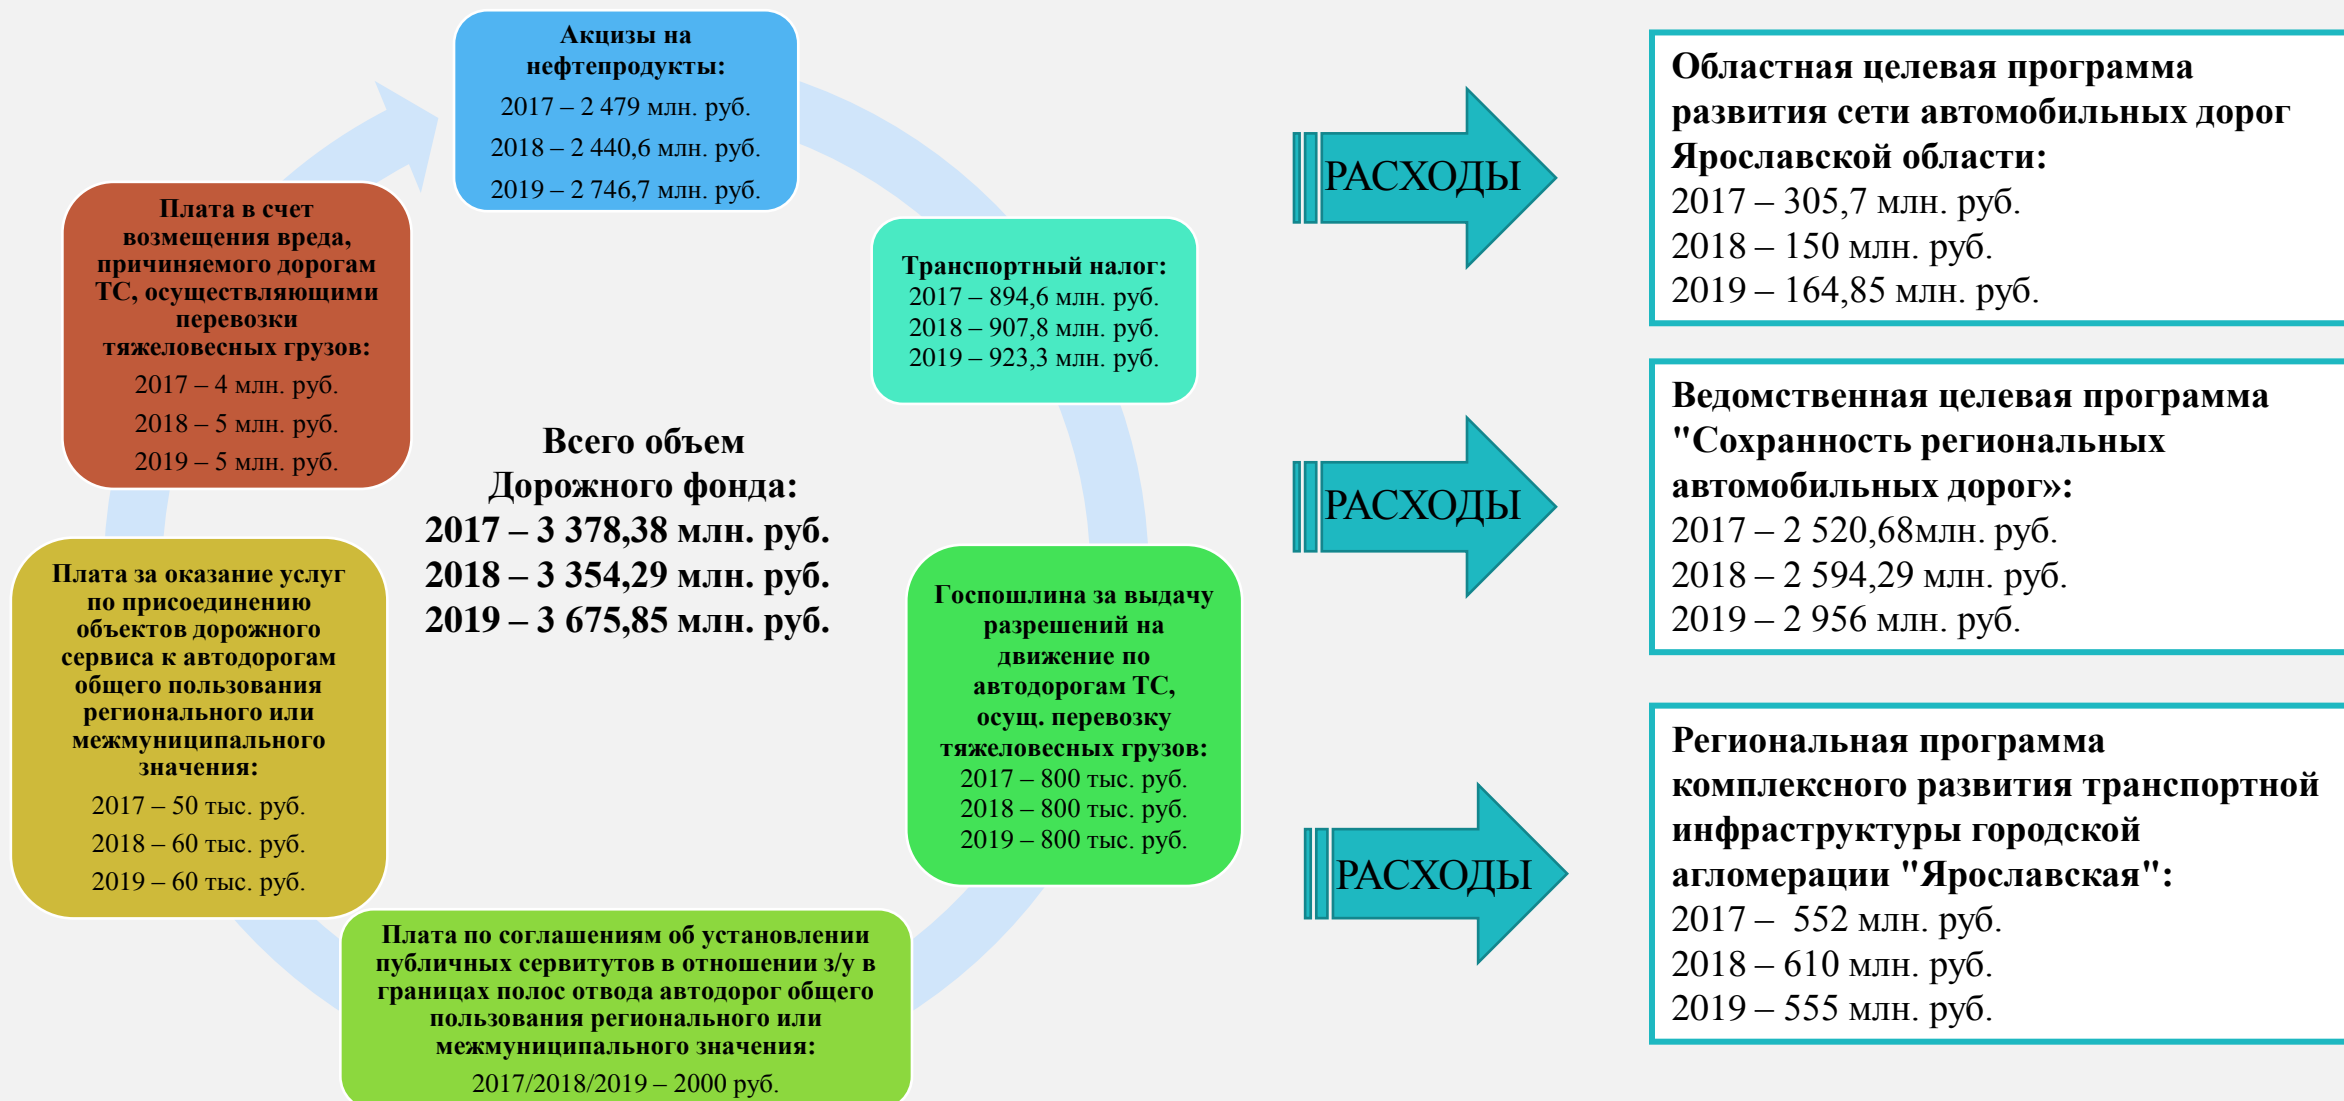 Акцизы на
нефтепродукты:
2017 – 2 479 млн. руб.
2018 – 2 440,6 млн. руб.
2019 – 2 746,7 млн. руб.
Транспортный налог:
2017 – 894,6 млн. руб.
2018 – 907,8 млн. руб.
2019 – 923,3 млн. руб.
Госпошлина за выдачу
разрешений на
движение по
автодорогам ТС,
осущ. перевозку
тяжеловесных грузов:
2017 – 800 тыс. руб.
2018 – 800 тыс. руб.
2019 – 800 тыс. руб.
Плата по соглашениям об установлении
публичных сервитутов в отношении з/у в
границах полос отвода автодорог общего
пользования регионального или
межмуниципального значения:
2017/2018/2019 – 2000 руб.
Плата за оказание услуг
по присоединению
объектов дорожного
сервиса к автодорогам
общего пользования
регионального или
межмуниципального
значения:
2017 – 50 тыс. руб.
2018 – 60 тыс. руб.
2019 – 60 тыс. руб.
Плата в счет
возмещения вреда,
причиняемого дорогам
ТС, осуществляющими
перевозки
тяжеловесных грузов:
2017 – 4 млн. руб.
2018 – 5 млн. руб.
2019 – 5 млн. руб.
Всего объем
Дорожного фонда:
2017 – 3 378,38 млн. руб.
2018 – 3 354,29 млн. руб.
2019 – 3 675,85 млн. руб.
РАСХОДЫ
Областная целевая программа
развития сети автомобильных дорог
Ярославской области:
2017 – 305,7 млн. руб.
2018 – 150 млн. руб.
2019 – 164,85 млн. руб.
РАСХОДЫ
Ведомственная целевая программа
"Сохранность региональных
автомобильных дорог»:
2017 – 2 520,68млн. руб.
2018 – 2 594,29 млн. руб.
2019 – 2 956 млн. руб.
РАСХОДЫ
Региональная программа
комплексного развития транспортной
инфраструктуры городской
агломерации "Ярославская":
2017 –  552 млн. руб.
2018 – 610 млн. руб.
2019 – 555 млн. руб.